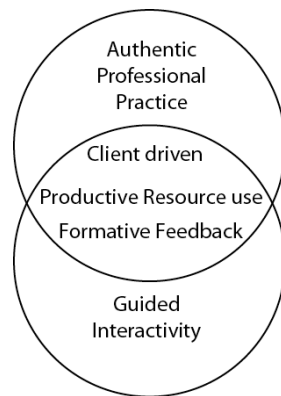 Authentic
Professional
Practice
Client driven
Productive Resource use
Formative Feedback
Guided
Interactivity